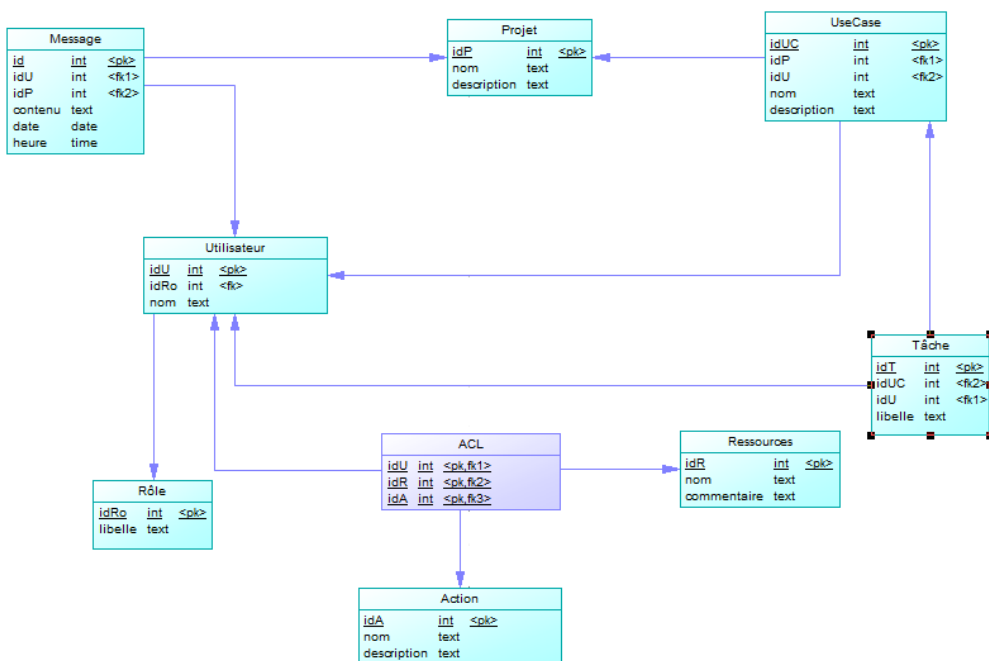 Message
id int <pk>
idU int <fk1>
idP int <fk2>
contenu text
date date
heure time
Projet
idP int <pk>
nom text
description text
UseCase
idUC int <pk>
idP int <fk1>
idU int <fk2>
nom text
description text
Utilisateur
idU int <pk>
idRo int <fk>
nom text
Tâche
idT int <pk>
idUC int <fk2>
idU int <fk1>
libelle text
ACL
idU int <pk,fk1>
idR int <pk,fk2>
idA int <pk,fk3>
Ressources
idR int <pk>
nom text
commentaire text
Rôle
idRo int <pk>
libelle text
Action
idA int <pk>
nom text
description text